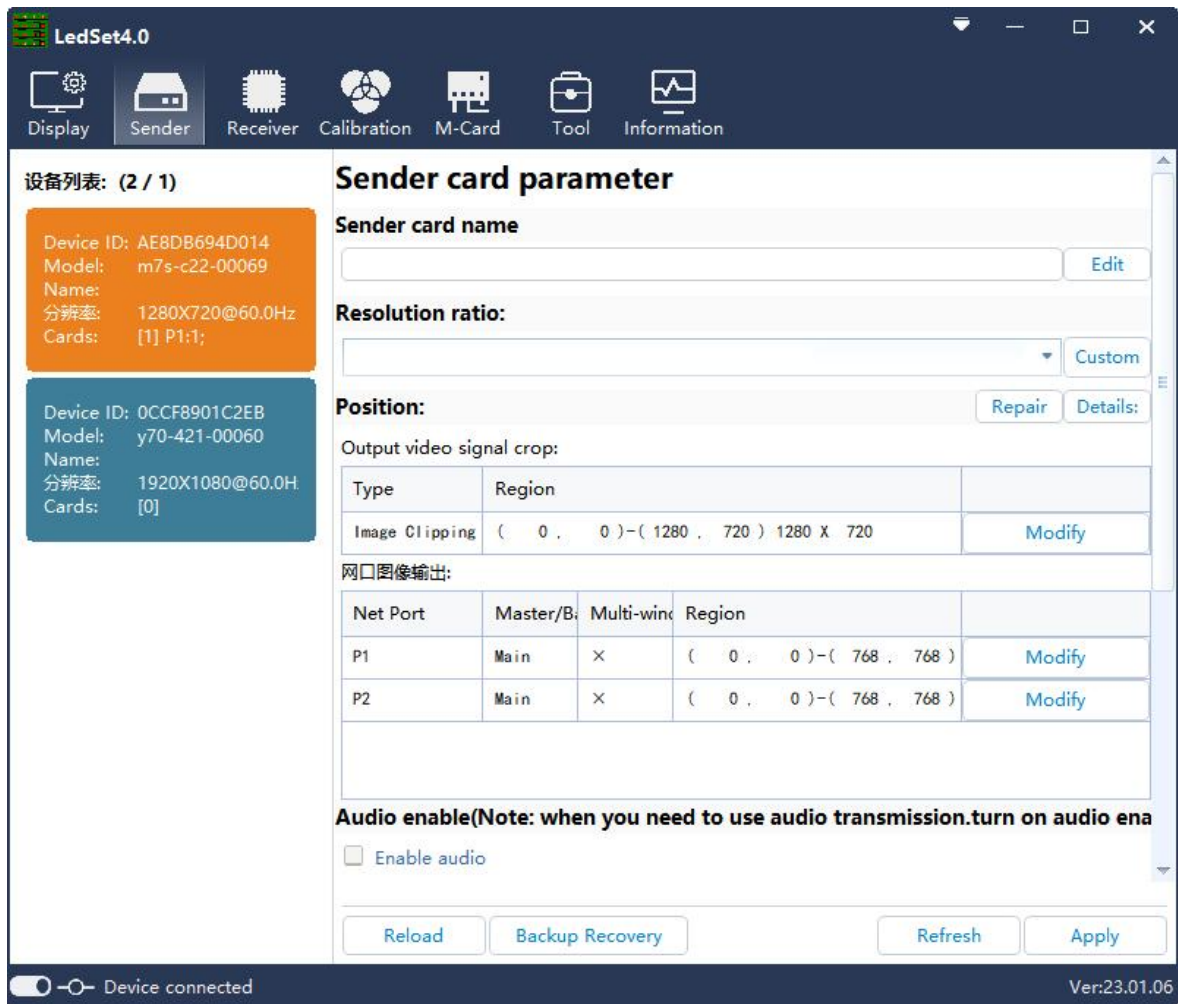 LedSet4.0
Display Sender Receiver Calibration M-Card Tool Information
设备列表: (2 / 1)
Device ID: AE8DB694D014
Model: m7s-c22-00069
Name:
分辨率: 1280X720@60.0Hz
Cards: [1] P1:1;
Device ID: 0CCF8901C2EB
Model: y70-421-00060
Name:
分辨率: 1920X1080@60.0H
Cards: [0]
Sender card parameter
Sender card name
Edit
Resolution ratio:
Custom
Position: Repair Details:
Output video signal crop:
Type Region
Image Clipping ( 0 , 0 )-( 1280 , 720 ) 1280 X 720 Modify
网口图像输出:
Net Port Master/Ba Multi-wind Region
P1 Main × ( 0 , 0 )-( 768 , 768 ) Modify
P2 Main × ( 0 , 0 )-( 768 , 768 ) Modify
Audio enable(Note: when you need to use audio transmission.turn on audio ena
Enable audio
Reload Backup Recovery Refresh Apply
Device connected Ver:23.01.06